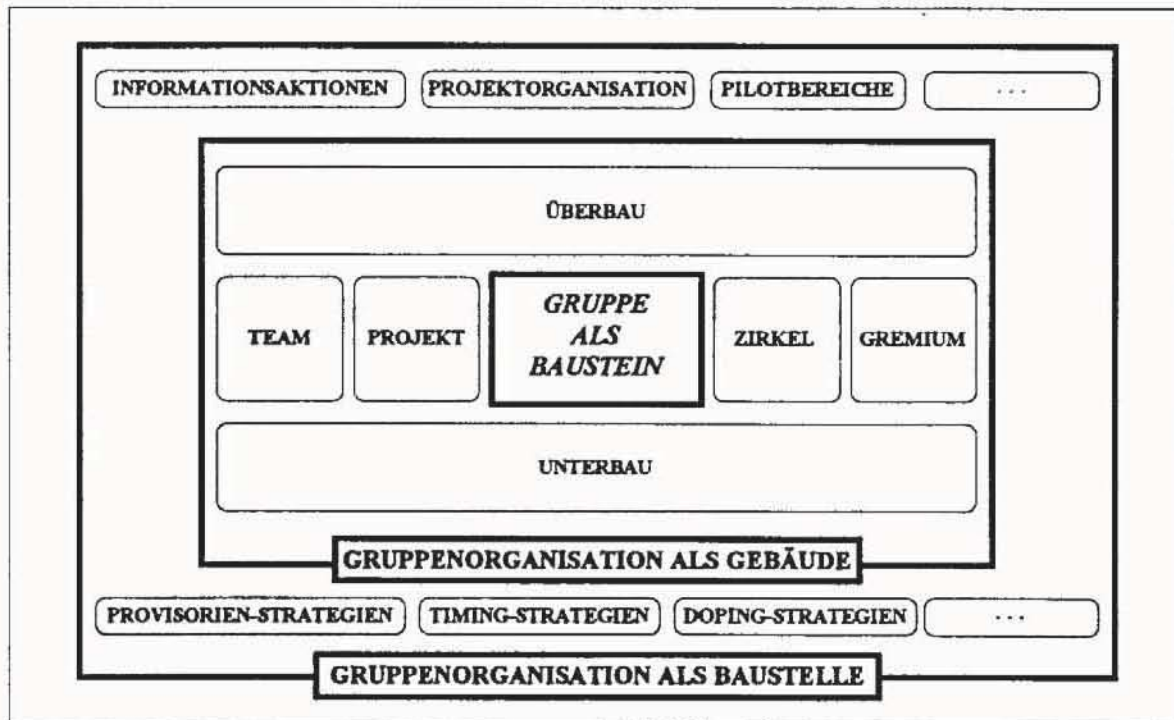 INFORMATIONSAKTIONEN PROJEKTORGANISATION PILOTBEREICHE ...
ÜBERBAU
TEAM PROJEKT GRUPPE ALS BAUSTEIN ZIRKEL GREMIUM
UNTERBAU
GRUPPENORGANISATION ALS GEBÄUDE
PROVISORIEN-STRATEGIEN TIMING-STRATEGIEN DOPING-STRATEGIEN ...
GRUPPENORGANISATION ALS BAUSTELLE